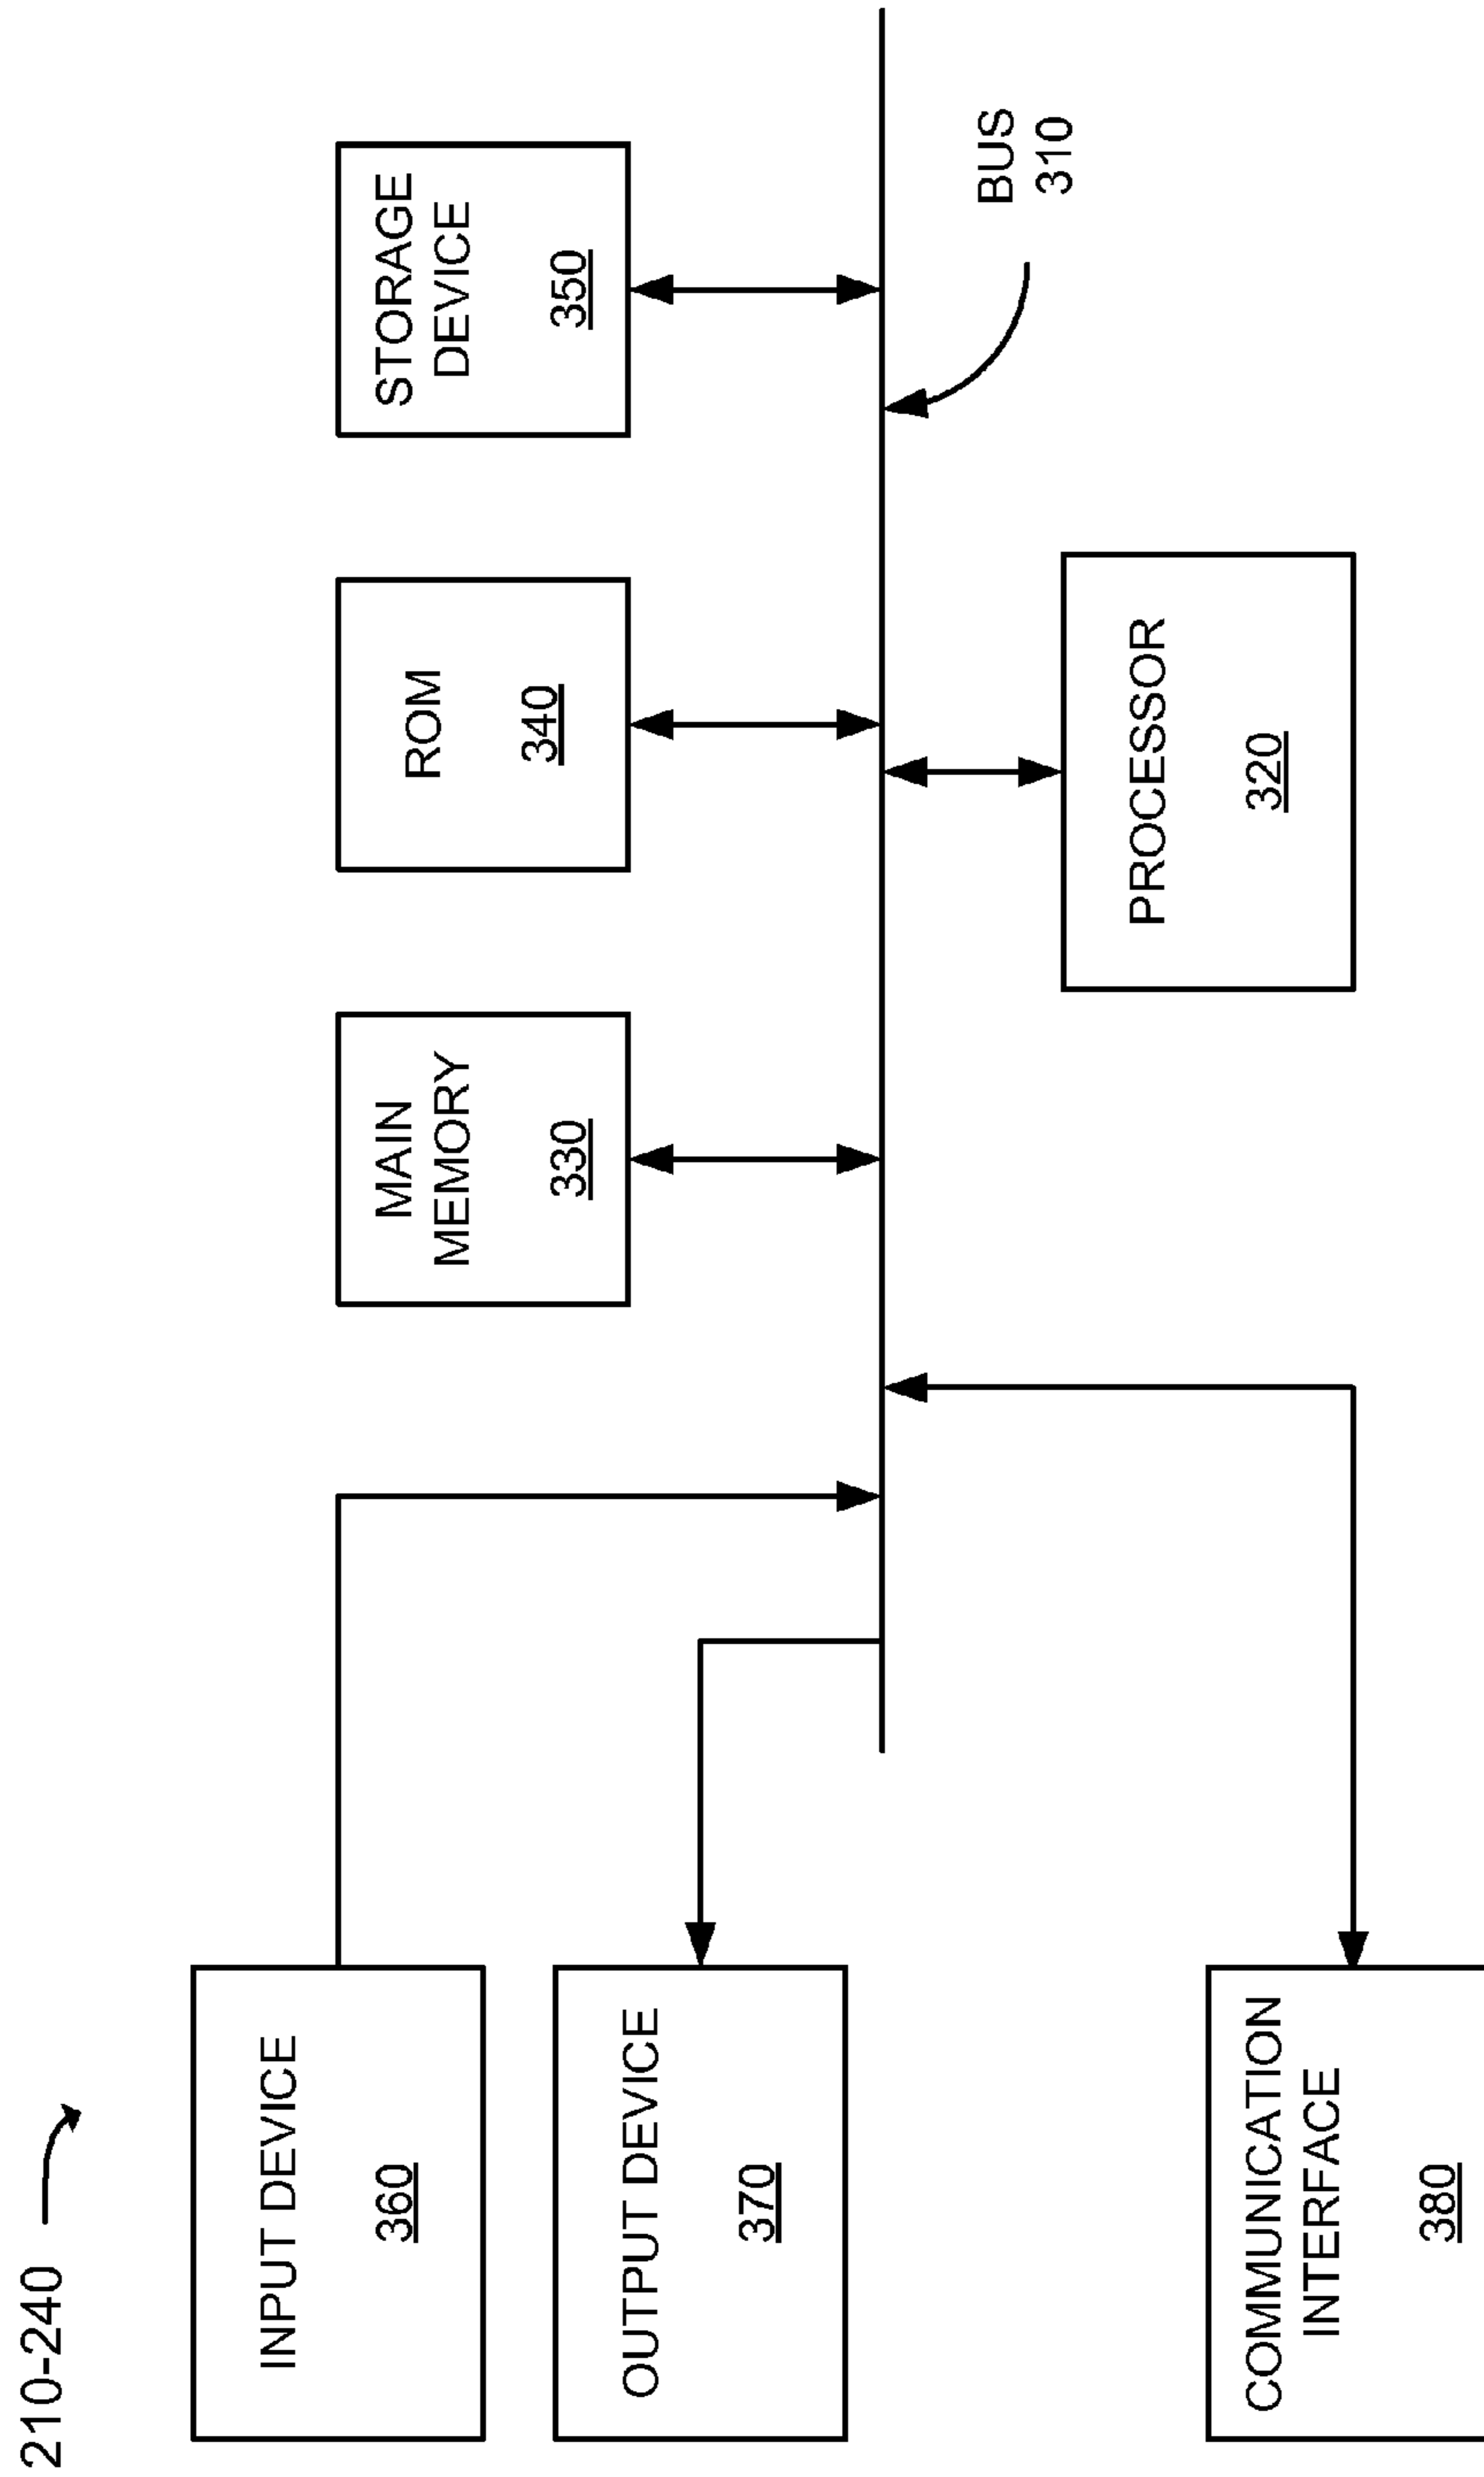 210-240
INPUT DEVICE
360
OUTPUT DEVICE
370
COMMUNICATION
INTERFACE
380
MAIN
MEMORY
330
ROM
340
STORAGE
DEVICE
350
PROCESSOR
320
BUS
310